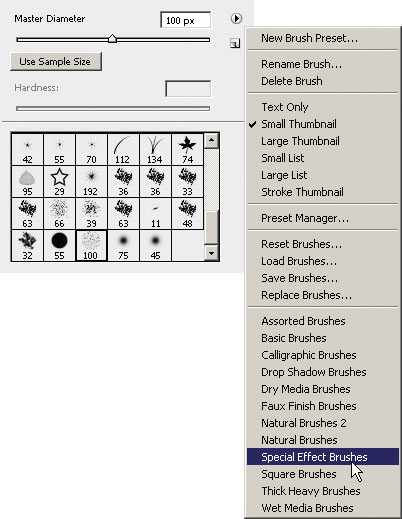 Master Diameter 100 px
Use Sample Size
Hardness:
42 55 70 112 134 74
95 29 192 36 36 33
63 66 39 63 11 48
32 55 100 75 45
New Brush Preset...
Rename Brush...
Delete Brush
Text Only
Small Thumbnail
Large Thumbnail
Small List
Large List
Stroke Thumbnail
Preset Manager...
Reset Brushes...
Load Brushes...
Save Brushes...
Replace Brushes...
Assorted Brushes
Basic Brushes
Calligraphic Brushes
Drop Shadow Brushes
Dry Media Brushes
Faux Finish Brushes
Natural Brushes 2
Natural Brushes
Special Effect Brushes
Square Brushes
Thick Heavy Brushes
Wet Media Brushes